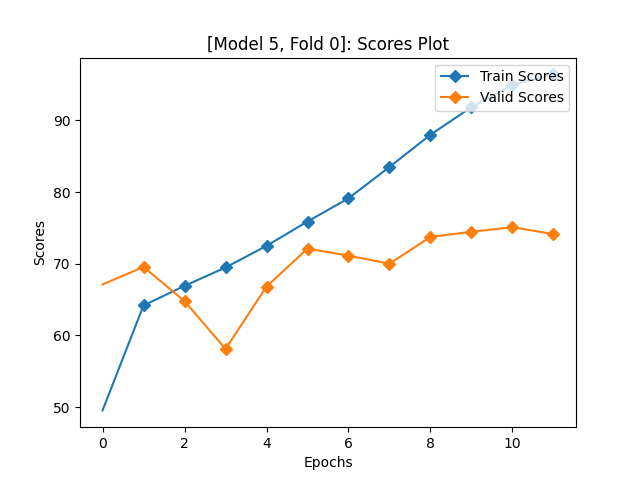 [Model 5, Fold 0]: Scores Plot
Train Scores
Valid Scores
Scores
90
80
70
60
50
0 2 4 6 8 10
Epochs